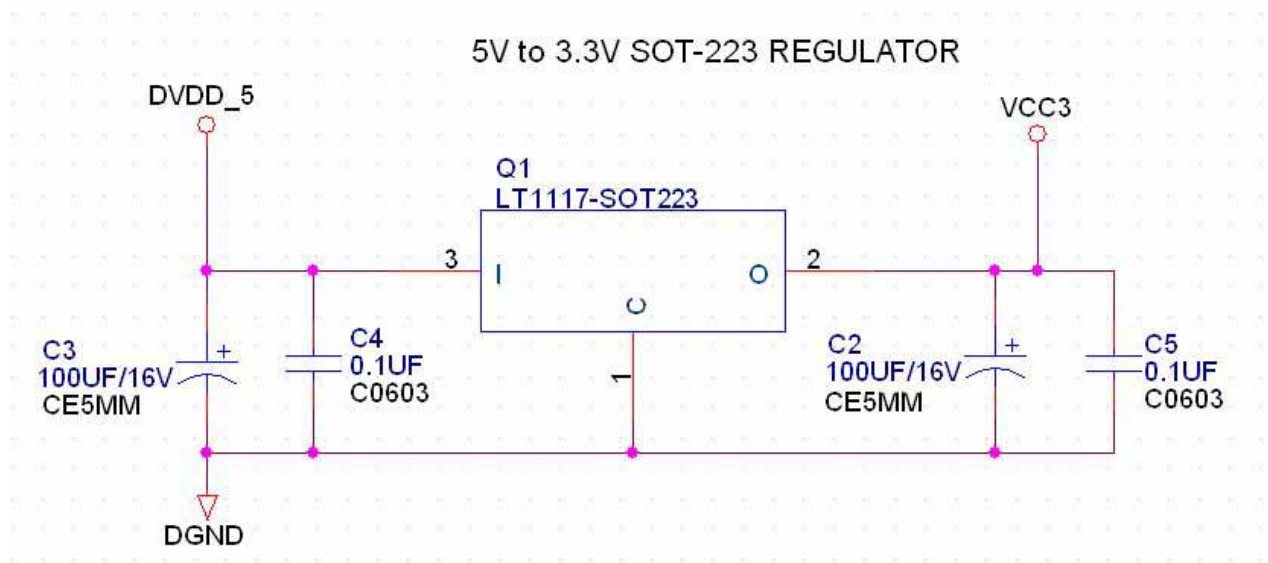 5V to 3.3V SOT-223 REGULATOR
DVDD_5
VCC3
Q1
LT1117-SOT223
3
I
O
2
C
1
C3
100UF/16V
CE5MM
+
C4
0.1UF
C0603
C2
100UF/16V
CE5MM
+
C5
0.1UF
C0603
DGND